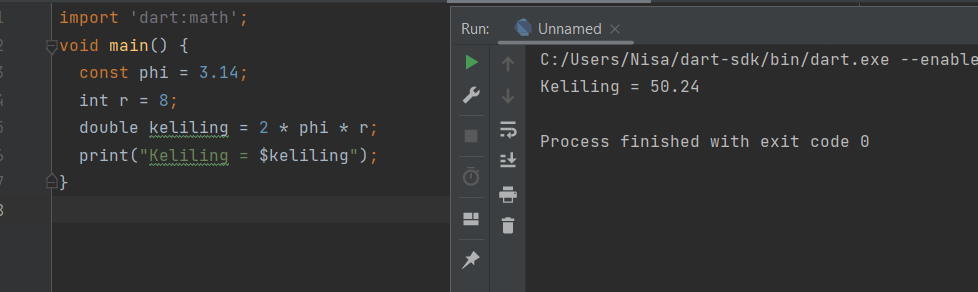 1 import 'dart:math';
2 void main() {
3 const phi = 3.14;
4 int r = 8;
5 double keliling = 2 * phi * r;
6 print("Keliling = $keliling");
7 }
8
Run: Unnamed ×
C:/Users/Nisa/dart-sdk/bin/dart.exe --enable
Keliling = 50.24
Process finished with exit code 0